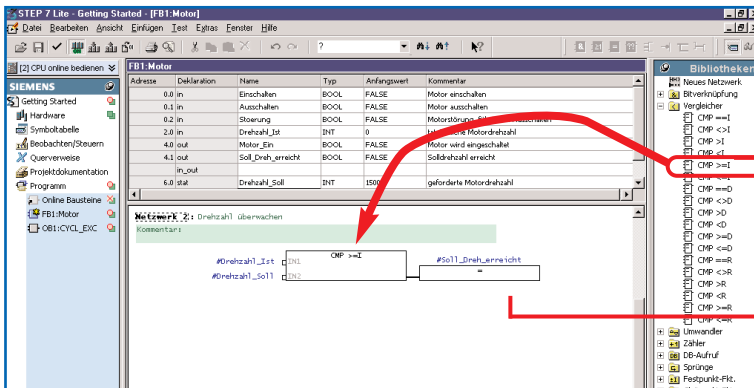 STEP 7 Lite - Getting Started - [FB1:Motor]
Datei Bearbeiten Ansicht Einfügen Test Extras Fenster Hilfe
?
[2] CPU online bedienen
SIEMENS
Getting Started
Hardware
Symboltabelle
Beobachten/Steuern
Querverweise
Projektdokumentation
Programm
Online Bausteine
FB1:Motor
OB1:CYCL_EXC
FB1:Motor
Adresse Deklaration Name Typ Anfangswert Kommentar
0.0 in Einschalten BOOL FALSE Motor einschalten
0.1 in Ausschalten BOOL FALSE Motor ausschalten
0.2 in Stoerung BOOL FALSE
2.0 in Drehzahl_Ist INT 0 Motordrehzahl
4.0 out Motor_Ein BOOL FALSE Motor wird eingeschaltet
4.1 out Soll_Dreh_erreicht BOOL FALSE Solldrehzahl erreicht
in_out
6.0 stat Drehzahl_Soll INT 1500 geforderte Motordrehzahl
Netzwerk 2: Drehzahl überwachen
Kommentar:
CMP >=I
#Drehzahl_Ist IN1
#Drehzahl_Soll IN2
#Soll_Dreh_erreicht
=
Bibliotheken
Neues Netzwerk
Bitverknüpfung
Vergleicher
CMP ==I
CMP <>I
CMP >I
CMP <I
CMP >=I
CMP ==D
CMP <>D
CMP >D
CMP <D
CMP >=D
CMP <=D
CMP ==R
CMP <>R
CMP >R
CMP <R
CMP >=R
CMP <=R
Umwandler
Zähler
DB-Aufruf
Sprünge
Festpunkt-Fkt.